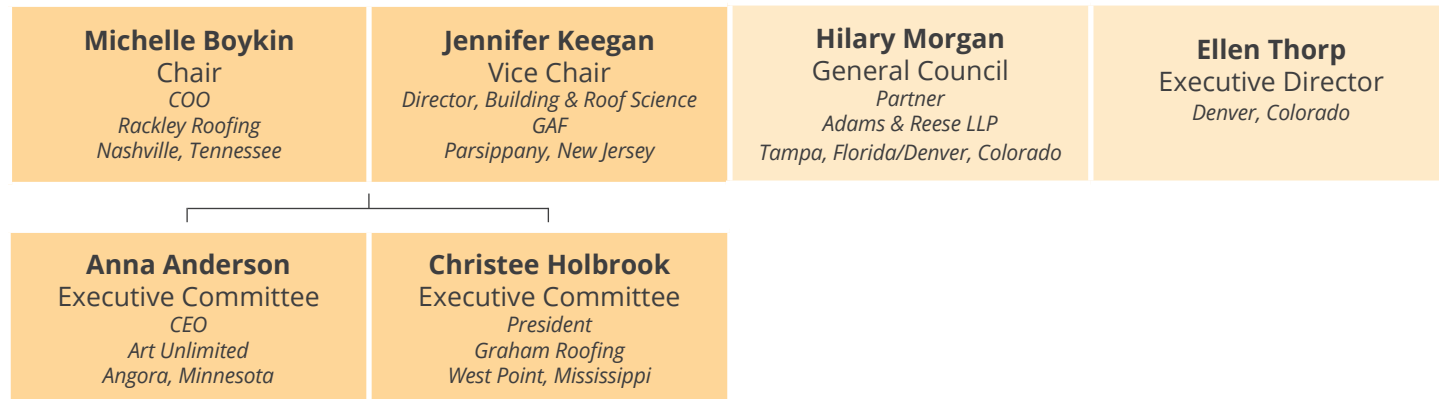 Michelle Boykin
Chair
COO
Rackley Roofing
Nashville, Tennessee
Jennifer Keegan
Vice Chair
Director, Building & Roof Science
GAF
Parsippany, New Jersey
Hilary Morgan
General Council
Partner
Adams & Reese LLP
Tampa, Florida/Denver, Colorado
Ellen Thorp
Executive Director
Denver, Colorado
Anna Anderson
Executive Committee
CEO
Art Unlimited
Angora, Minnesota
Christee Holbrook
Executive Committee
President
Graham Roofing
West Point, Mississippi